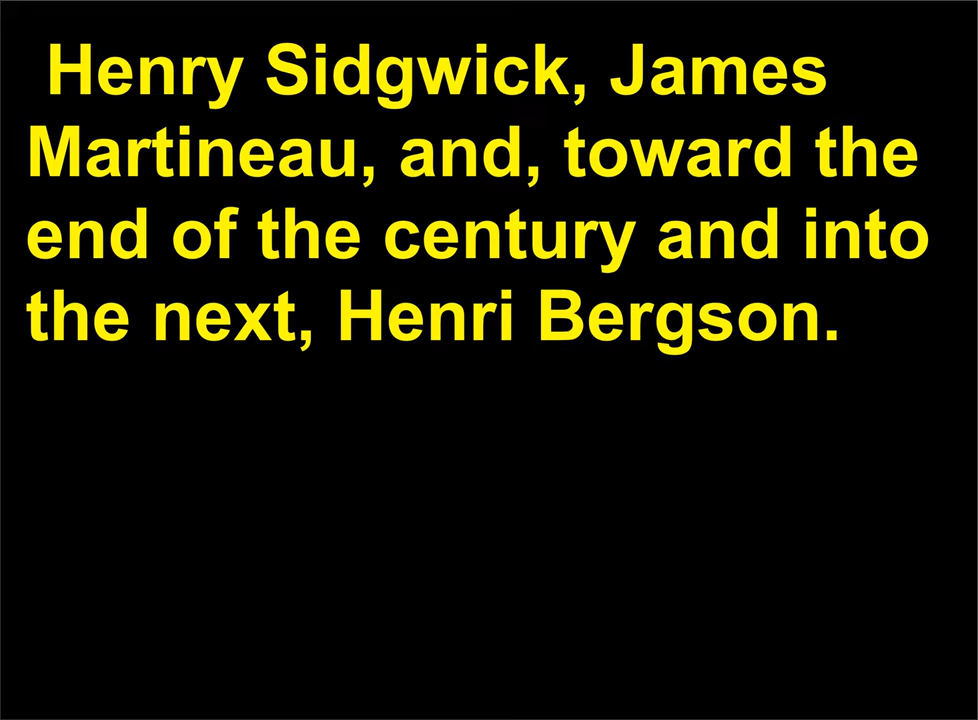 Henry Sidgwick, James
Martineau, and, toward the
end of the century and into
the next, Henri Bergson.